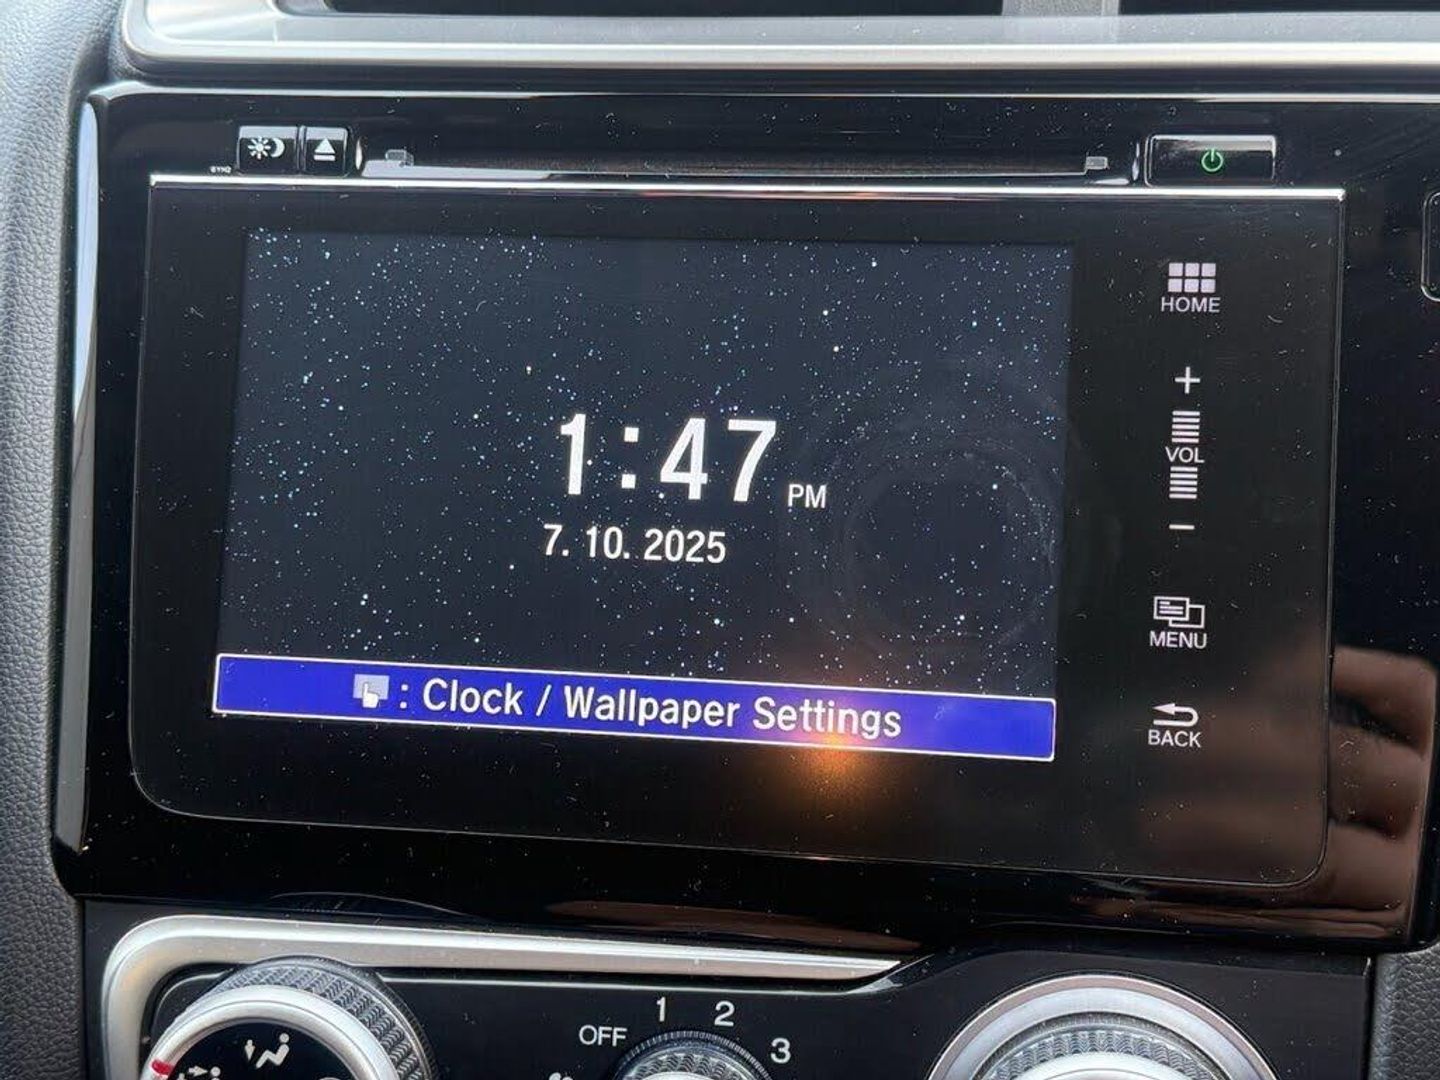 HOME
+
VOL
−
1:47 PM
7. 10. 2025
MENU
: Clock / Wallpaper Settings
BACK
OFF 1 2 3